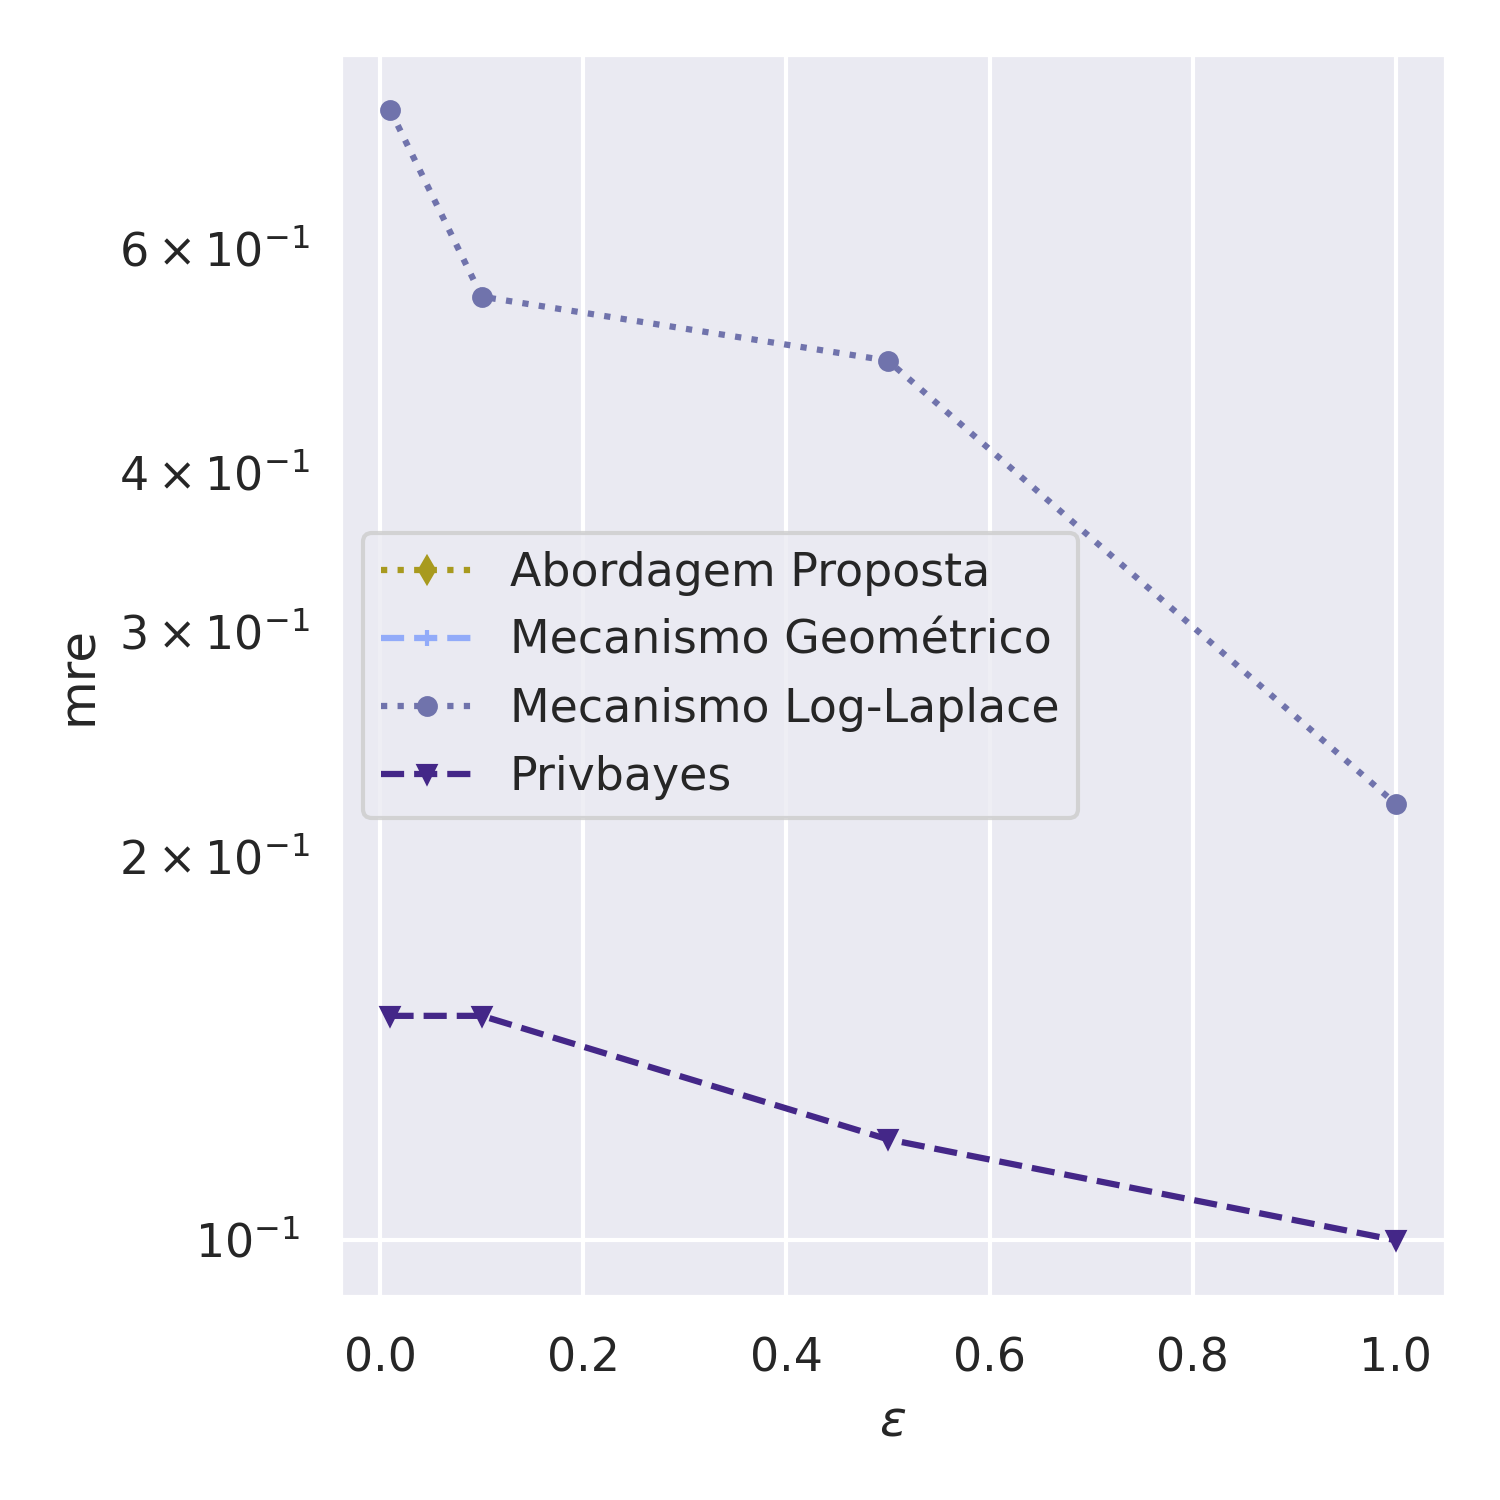 6 × 10⁻¹
4 × 10⁻¹
3 × 10⁻¹
2 × 10⁻¹
10⁻¹
mre
Abordagem Proposta
Mecanismo Geométrico
Mecanismo Log-Laplace
Privbayes
0.0 0.2 0.4 0.6 0.8 1.0
ε